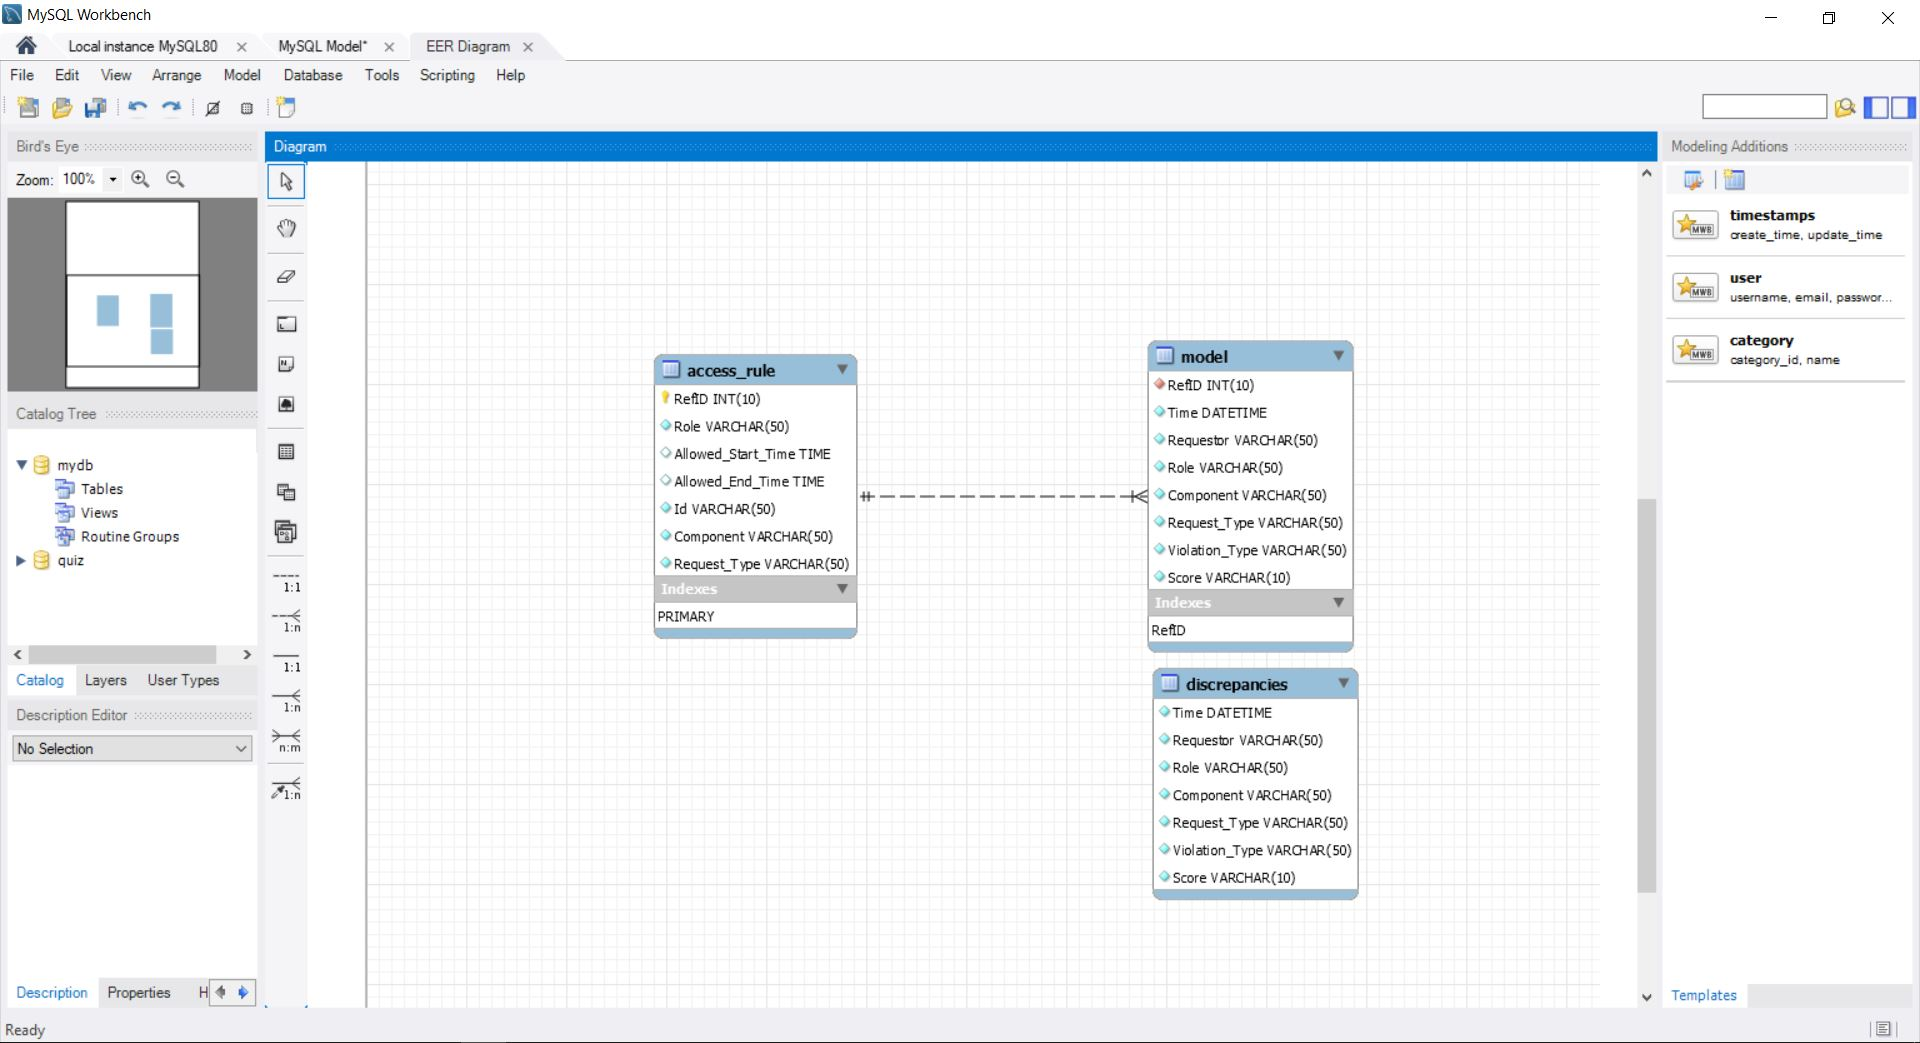 MySQL Workbench
Local instance MySQL80
MySQL Model*
EER Diagram
File Edit View Arrange Model Database Tools Scripting Help
Bird's Eye
Zoom: 100%
Catalog Tree
mydb
Tables
Views
Routine Groups
quiz
Catalog Layers User Types
Description Editor
No Selection
Description Properties H
Ready
Diagram
1:1
1:n
1:1
1:n
n:m
1:n
access_rule
RefID INT(10)
Role VARCHAR(50)
Allowed_Start_Time TIME
Allowed_End_Time TIME
Id VARCHAR(50)
Component VARCHAR(50)
Request_Type VARCHAR(50)
Indexes
PRIMARY
model
RefID INT(10)
Time DATETIME
Requestor VARCHAR(50)
Role VARCHAR(50)
Component VARCHAR(50)
Request_Type VARCHAR(50)
Violation_Type VARCHAR(50)
Score VARCHAR(10)
Indexes
RefID
discrepancies
Time DATETIME
Requestor VARCHAR(50)
Role VARCHAR(50)
Component VARCHAR(50)
Request_Type VARCHAR(50)
Violation_Type VARCHAR(50)
Score VARCHAR(10)
Modeling Additions
MWB
timestamps
create_time, update_time
MWB
user
username, email, passwor...
MWB
category
category_id, name
Templates